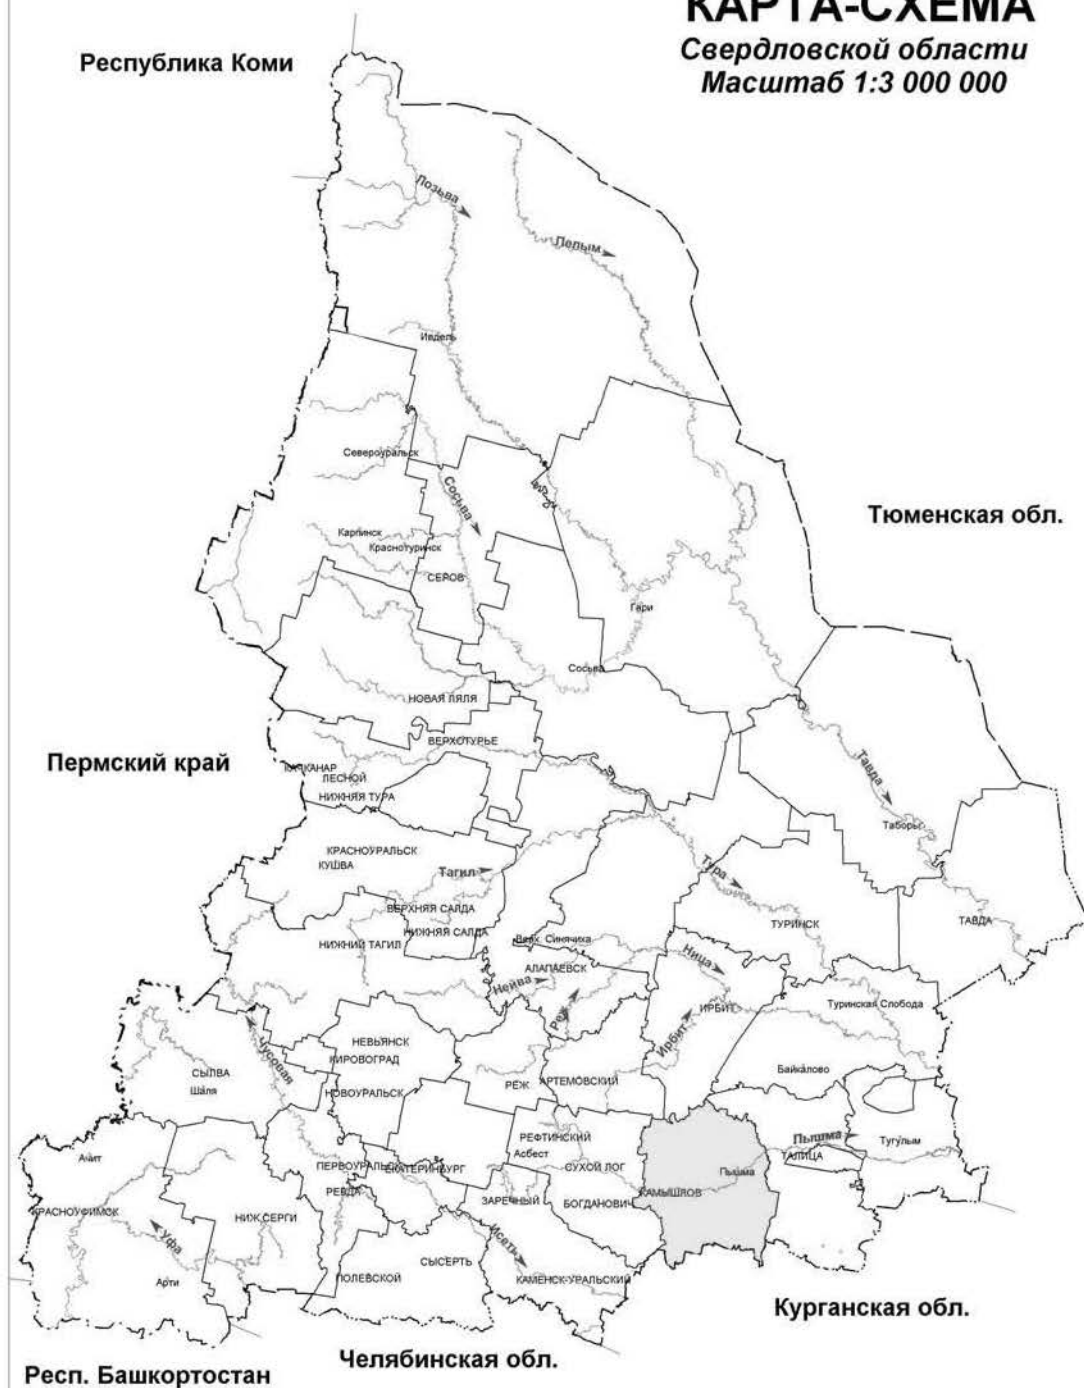 КАРТА-СХЕМА
Свердловской области
Масштаб 1:3 000 000
Республика Коми
Лозьва
Пелым
Ивдель
Североуральск
Сосьва
Тюменская обл.
Карпинск
Краснотуринск
СЕРОВ
Гари
Сосьва
НОВАЯ ЛЯЛЯ
ВЕРХОТУРЬЕ
Пермский край
КАЧКАНАР
ЛЕСНОЙ
НИЖНЯЯ ТУРА
Тавда
Таборы
КРАСНОУРАЛЬСК
КУШВА
Тагил
Тура
ВЕРХНЯЯ САЛДА
ТУРИНСК
ТАВДА
НИЖНЯЯ САЛДА
НИЖНИЙ ТАГИЛ
Верх. Синячиха
Ница
АЛАПАЕВСК
Нейва
Реж
ИРБИТ
Туринская Слобода
Ирбит
НЕВЬЯНСК
КИРОВОГРАД
Чусовая
СЫЛВА
Шаля
Байкалово
НОВОУРАЛЬСК
РЕЖ
АРТЕМОВСКИЙ
РЕФТИНСКИЙ
Асбест
Пышма
Тугулым
ТАЛИЦА
Ачит
ПЕРВОУРАЛЬСК
ЕКАТЕРИНБУРГ
СУХОЙ ЛОГ
Пышма
РЕВДА
КАМЫШЛОВ
ЗАРЕЧНЫЙ
БОГДАНОВИЧ
КРАСНОУФИМСК
НИЖ.СЕРГИ
Уфа
Исеть
СЫСЕРТЬ
Арти
ПОЛЕВСКОЙ
КАМЕНСК-УРАЛЬСКИЙ
Курганская обл.
Челябинская обл.
Респ. Башкортостан